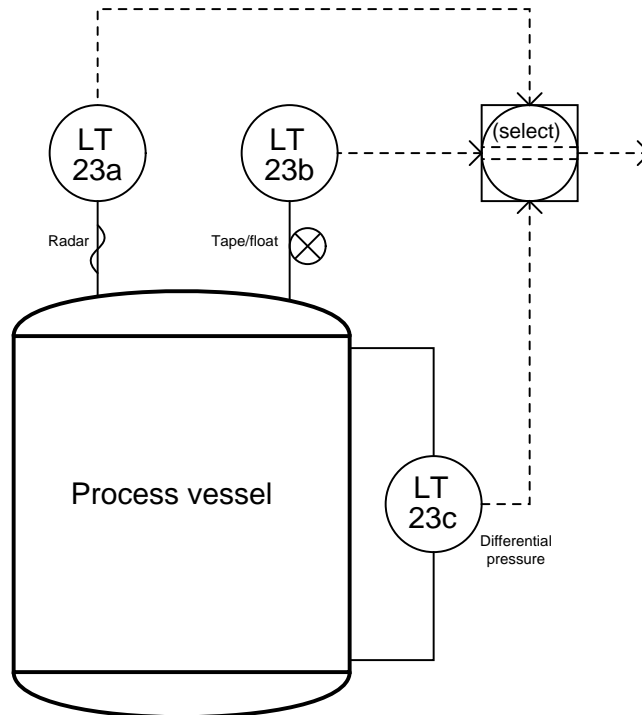 LT
23a
LT
23b
(select)
Radar
Tape/float
Process vessel
LT
23c
Differential
pressure